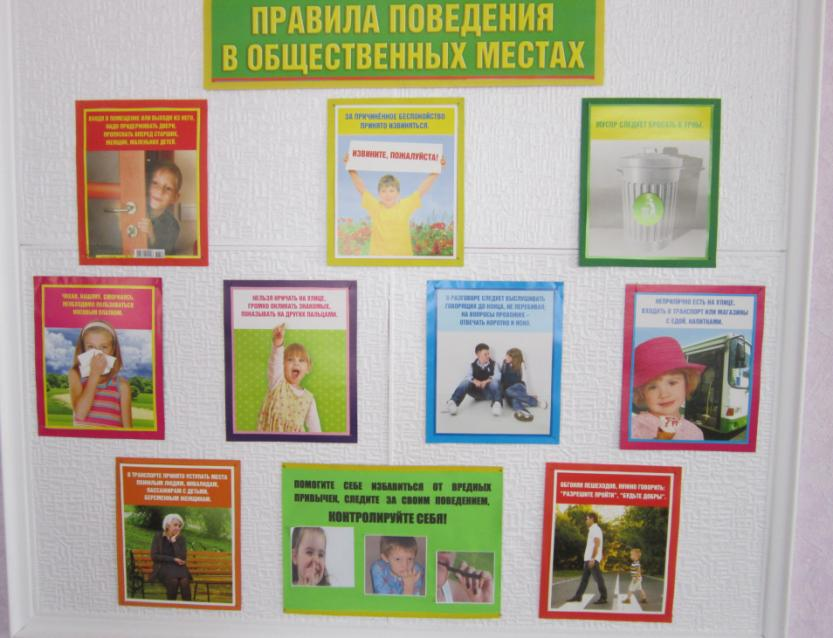 ПРАВИЛА ПОВЕДЕНИЯ
В ОБЩЕСТВЕННЫХ МЕСТАХ
ВХОДЯ В ПОМЕЩЕНИЕ ИЛИ ВЫХОДЯ ИЗ НЕГО,
НАДО ПРИДЕРЖИВАТЬ ДВЕРИ,
ПРОПУСКАТЬ ВПЕРЕД СТАРШИХ,
ЖЕНЩИН, МАЛЕНЬКИХ ДЕТЕЙ.
ЗА ПРИЧИНЁННОЕ БЕСПОКОЙСТВО
ПРИНЯТО ИЗВИНЯТЬСЯ.
ИЗВИНИТЕ, ПОЖАЛУЙСТА!
МУСОР СЛЕДУЕТ БРОСАТЬ В УРНЫ.
ЧИХАЯ, КАШЛЯЯ, СМОРКАЯСЬ,
НЕОБХОДИМО ПОЛЬЗОВАТЬСЯ
НОСОВЫМ ПЛАТКОМ.
НЕЛЬЗЯ КРИЧАТЬ НА УЛИЦЕ,
ГРОМКО ОКЛИКАТЬ ЗНАКОМЫХ,
ПОКАЗЫВАТЬ НА ДРУГИХ ПАЛЬЦАМИ.
В РАЗГОВОРЕ СЛЕДУЕТ ВЫСЛУШИВАТЬ
ГОВОРЯЩИХ ДО КОНЦА, НЕ ПЕРЕБИВАЯ,
НА ВОПРОСЫ ПРОХОЖИХ –
ОТВЕЧАТЬ КОРОТКО И ЯСНО.
НЕПРИЛИЧНО ЕСТЬ НА УЛИЦЕ,
ВХОДИТЬ В ТРАНСПОРТ ИЛИ МАГАЗИНЫ
С ЕДОЙ, НАПИТКАМИ.
В ТРАНСПОРТЕ ПРИНЯТО УСТУПАТЬ МЕСТА
ПОЖИЛЫМ ЛЮДЯМ, ИНВАЛИДАМ,
ПАССАЖИРАМ С ДЕТЬМИ,
БЕРЕМЕННЫМ ЖЕНЩИНАМ.
ПОМОГИТЕ СЕБЕ ИЗБАВИТЬСЯ ОТ ВРЕДНЫХ
ПРИВЫЧЕК, СЛЕДИТЕ ЗА СВОИМ ПОВЕДЕНИЕМ,
КОНТРОЛИРУЙТЕ СЕБЯ!
ОБГОНЯЯ ПЕШЕХОДОВ, НУЖНО ГОВОРИТЬ:
"РАЗРЕШИТЕ ПРОЙТИ", "БУДЬТЕ ДОБРЫ".